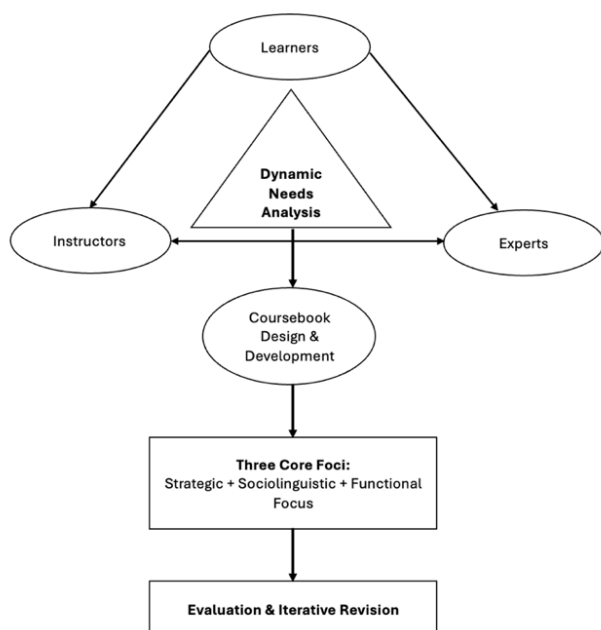 Learners
Dynamic
Needs
Analysis
Instructors
Experts
Coursebook
Design &
Development
Three Core Foci:
Strategic + Sociolinguistic + Functional
Focus
Evaluation & Iterative Revision